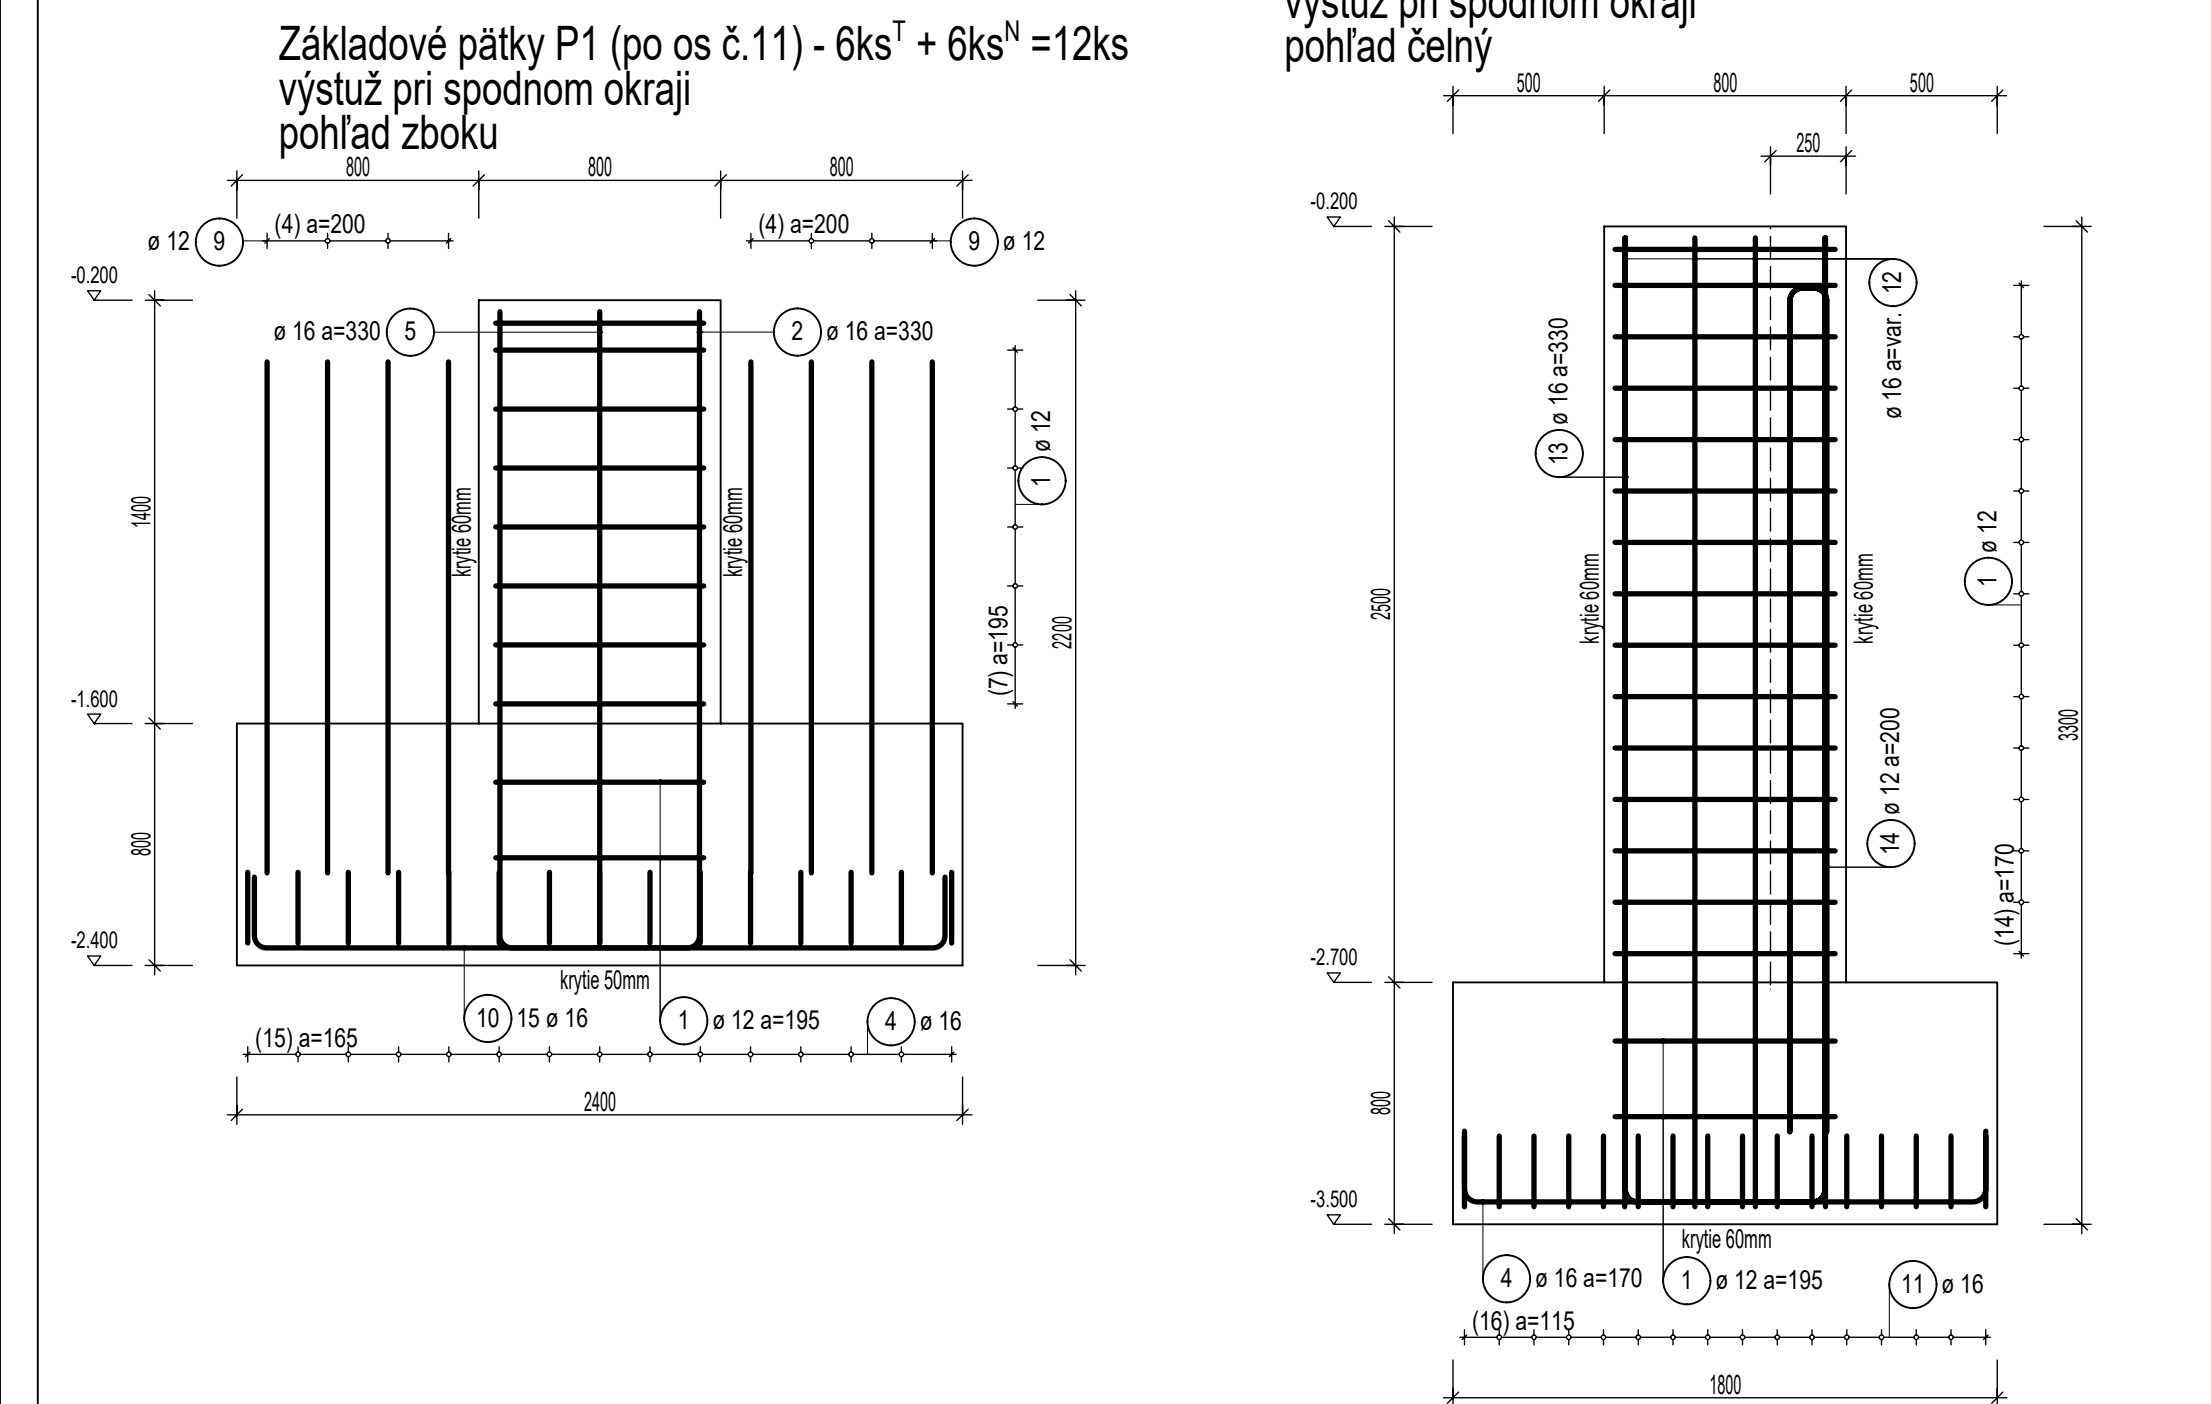 Základové pätky P1 (po os č.11) - 6ksT + 6ksN =12ks
výstuž pri spodnom okraji
pohľad zboku
800
800
800
ø 12
9
(4) a=200
(4) a=200
9
ø 12
-0.200
ø 16 a=330
5
2
ø 16 a=330
1
ø 12
1400
krytie 60mm
krytie 60mm
(7) a=195
2200
-1.600
800
-2.400
krytie 50mm
10
15 ø 16
1
ø 12 a=195
4
ø 16
(15) a=165
2400
výstuž pri spodnom okraji
pohľad čelný
500
800
500
250
-0.200
12
ø 16 a=var.
13
ø 16 a=330
2500
krytie 60mm
krytie 60mm
1
ø 12
14
ø 12 a=200
3300
(14) a=170
-2.700
800
-3.500
krytie 60mm
4
ø 16 a=170
1
ø 12 a=195
11
ø 16
(16) a=115
1800